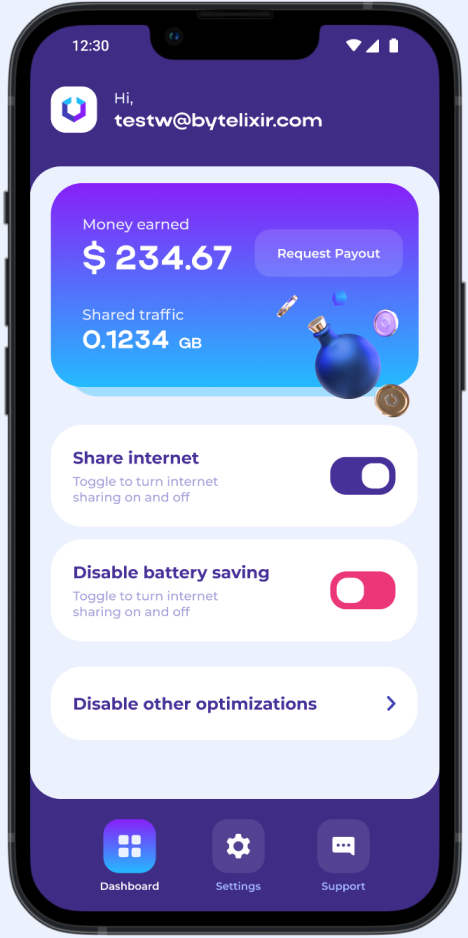 12:30
Hi,
testw@bytelixir.com
Money earned
$ 234.67
Request Payout
Shared traffic
0.1234 GB
Share internet
Toggle to turn internet
sharing on and off
Disable battery saving
Toggle to turn internet
sharing on and off
Disable other optimizations
Dashboard
Settings
Support